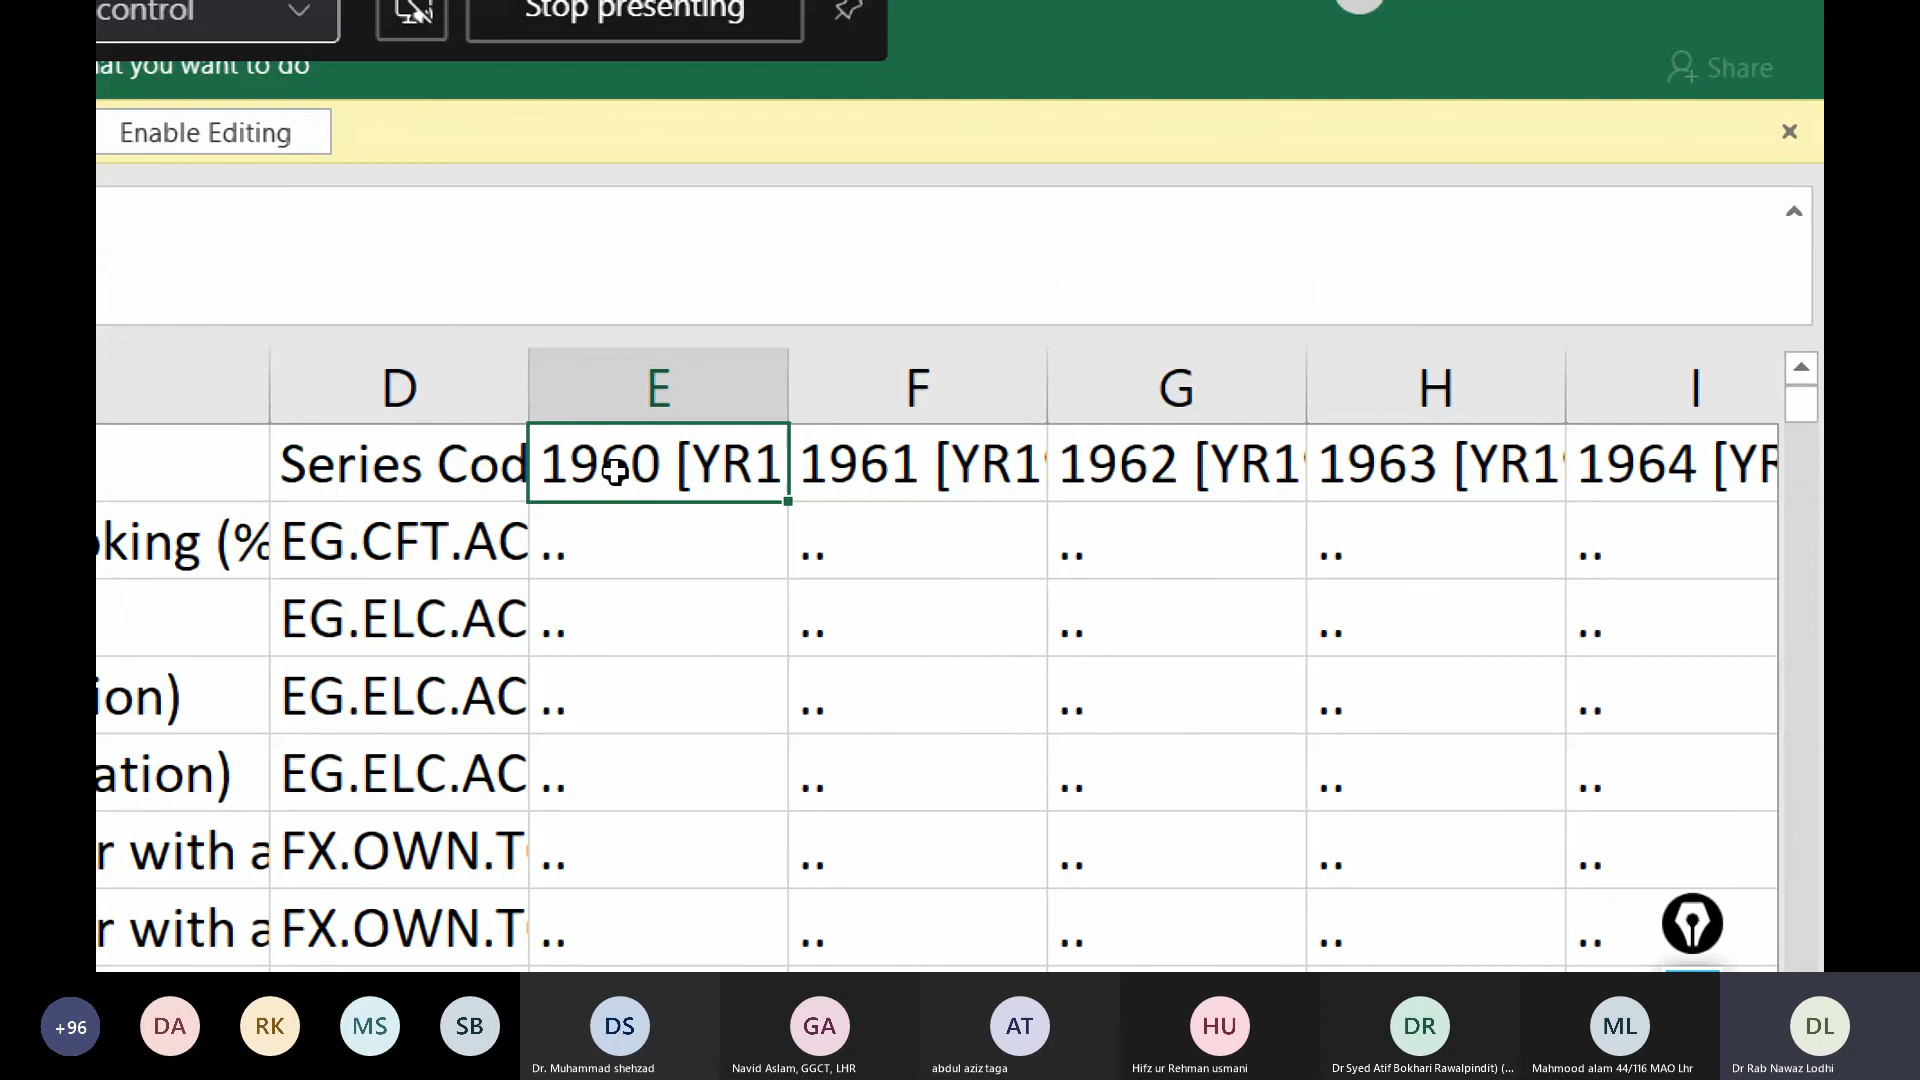 control Stop presenting
at you want to do Share
Enable Editing
D E F G H I
Series Cod 1960 [YR1 1961 [YR1 1962 [YR1 1963 [YR1 1964 [YR
oking (% EG.CFT.AC .. .. .. .. ..
EG.ELC.AC .. .. .. .. ..
ion) EG.ELC.AC .. .. .. .. ..
ation) EG.ELC.AC .. .. .. .. ..
r with a FX.OWN.T .. .. .. .. ..
r with a FX.OWN.T .. .. .. .. ..
+96 DA RK MS SB DS GA AT HU DR ML DL
Dr. Muhammad shehzad Navid Aslam, GGCT, LHR abdul aziz taga Hifz ur Rehman usmani Dr Syed Atif Bokhari Rawalpindit) (... Mahmood alam 44/116 MAO Lhr Dr Rab Nawaz Lodhi